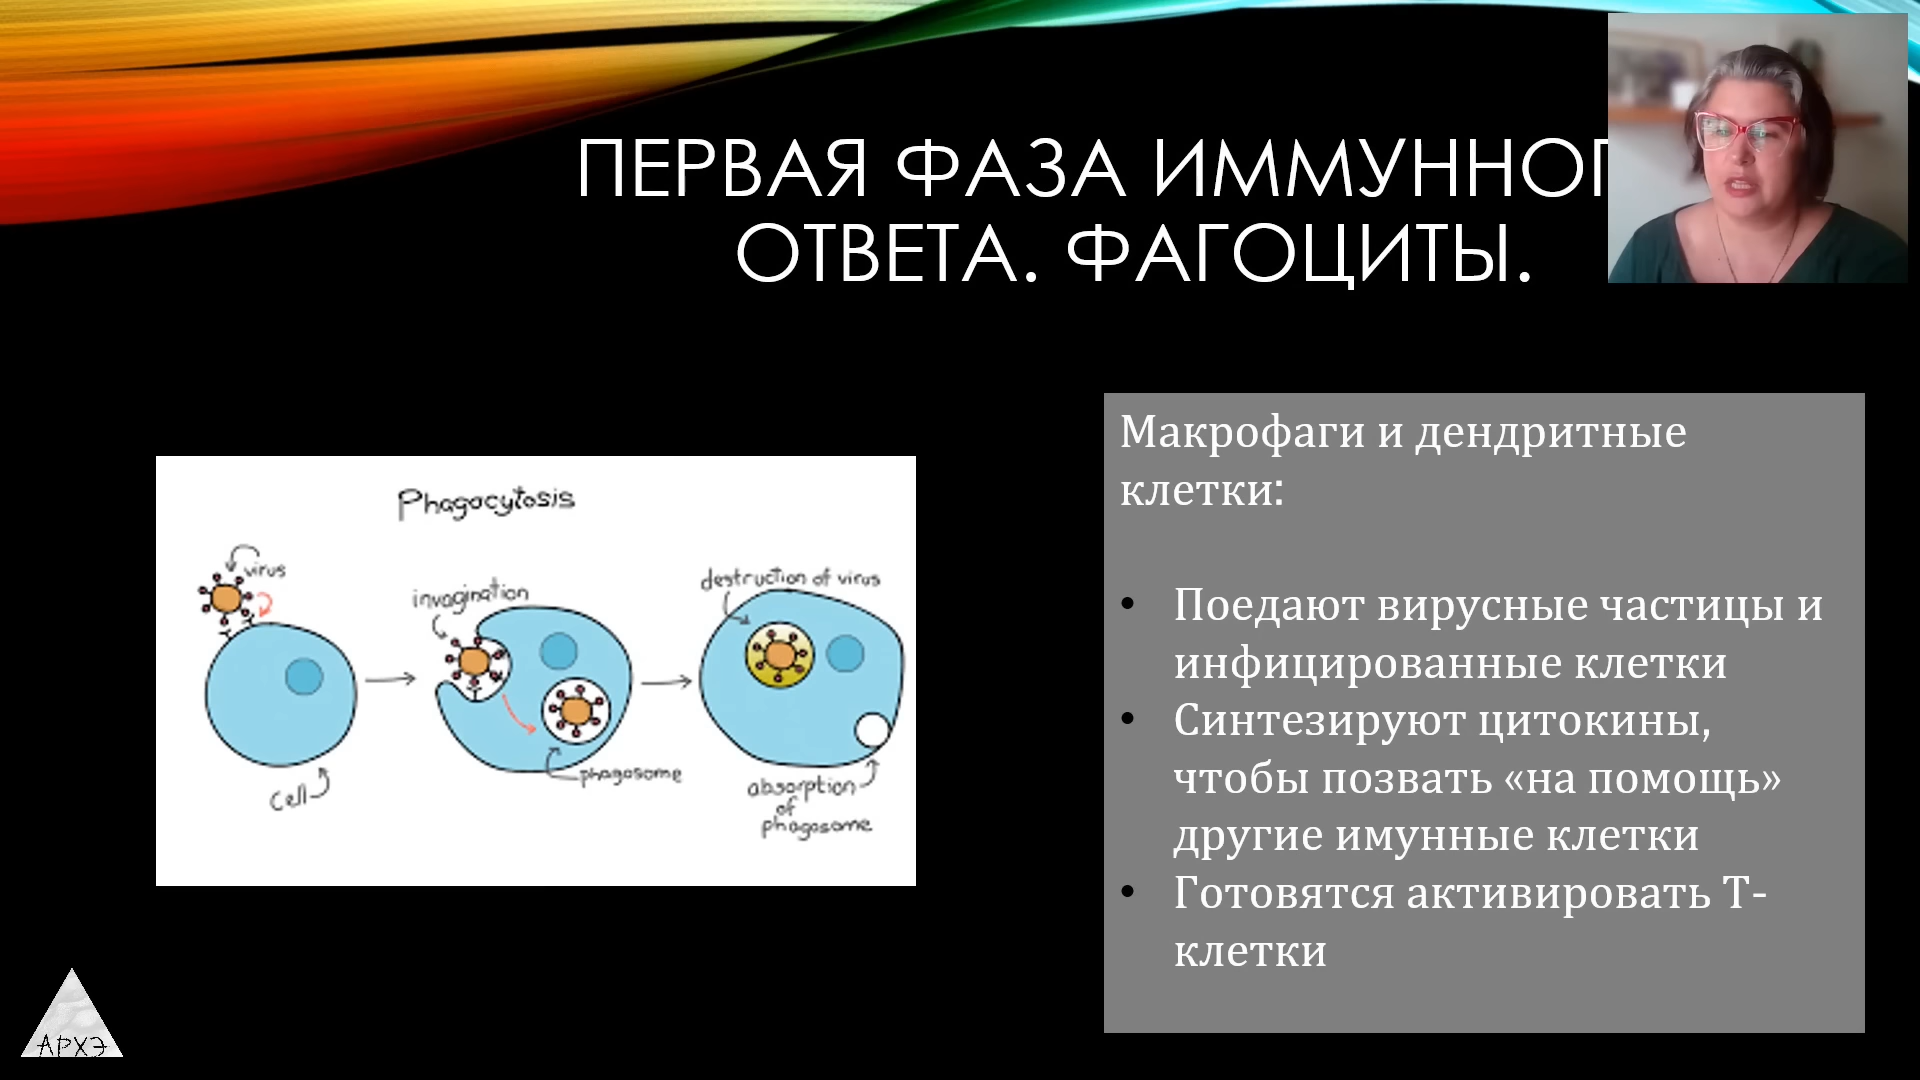 ПЕРВАЯ ФАЗА ИММУННОГ
ОТВЕТА. ФАГОЦИТЫ.
Phagocytosis
virus
invagination
destruction of virus
cell
phagosome
absorption
of
phagosome
Макрофаги и дендритные
клетки:
• Поедают вирусные частицы и
инфицированные клетки
• Синтезируют цитокины,
чтобы позвать «на помощь»
другие имунные клетки
• Готовятся активировать Т-
клетки
АРХЭ